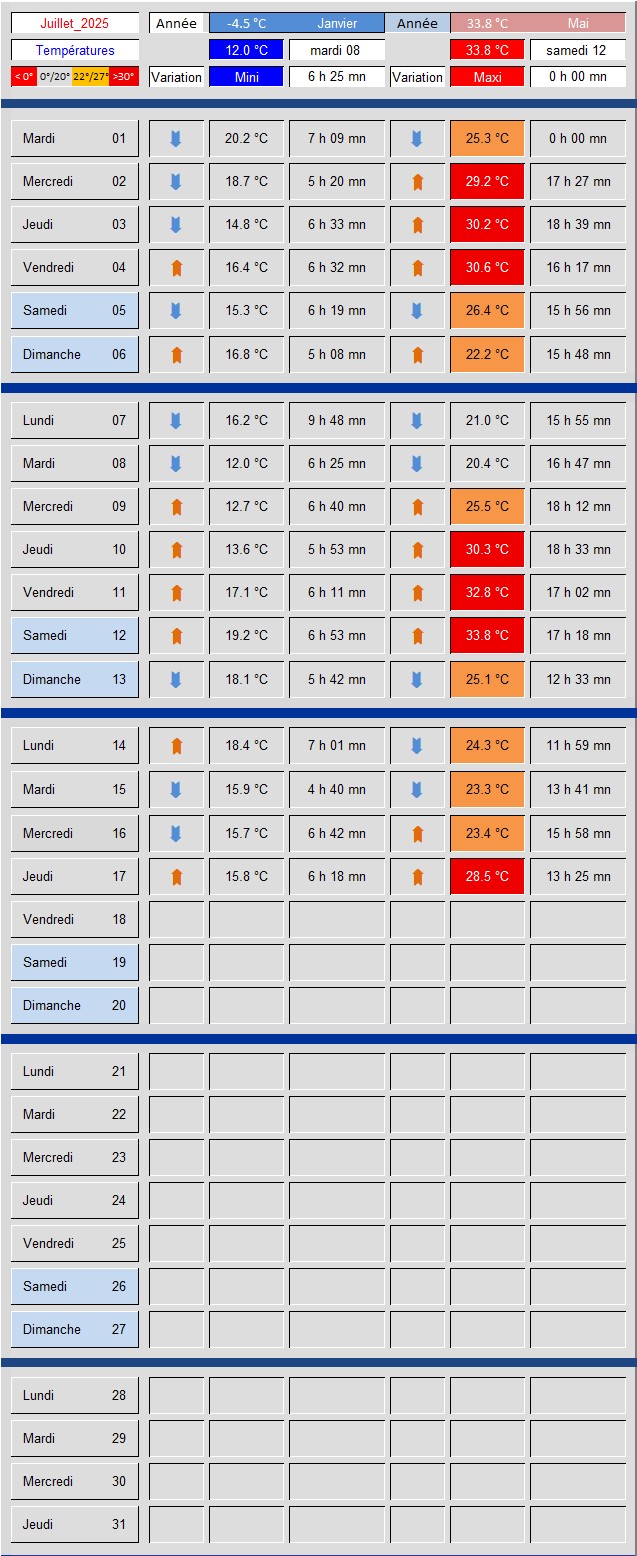 Juillet_2025 Année -4.5 °C Janvier Année 33.8 °C Mai
Températures 12.0 °C mardi 08 33.8 °C samedi 12
< 0° 0°/20° 22°/27° >30° Variation Mini 6 h 25 mn Variation Maxi 0 h 00 mn
Mardi 01 20.2 °C 7 h 09 mn 25.3 °C 0 h 00 mn
Mercredi 02 18.7 °C 5 h 20 mn 29.2 °C 17 h 27 mn
Jeudi 03 14.8 °C 6 h 33 mn 30.2 °C 18 h 39 mn
Vendredi 04 16.4 °C 6 h 32 mn 30.6 °C 16 h 17 mn
Samedi 05 15.3 °C 6 h 19 mn 26.4 °C 15 h 56 mn
Dimanche 06 16.8 °C 5 h 08 mn 22.2 °C 15 h 48 mn
Lundi 07 16.2 °C 9 h 48 mn 21.0 °C 15 h 55 mn
Mardi 08 12.0 °C 6 h 25 mn 20.4 °C 16 h 47 mn
Mercredi 09 12.7 °C 6 h 40 mn 25.5 °C 18 h 12 mn
Jeudi 10 13.6 °C 5 h 53 mn 30.3 °C 18 h 33 mn
Vendredi 11 17.1 °C 6 h 11 mn 32.8 °C 17 h 02 mn
Samedi 12 19.2 °C 6 h 53 mn 33.8 °C 17 h 18 mn
Dimanche 13 18.1 °C 5 h 42 mn 25.1 °C 12 h 33 mn
Lundi 14 18.4 °C 7 h 01 mn 24.3 °C 11 h 59 mn
Mardi 15 15.9 °C 4 h 40 mn 23.3 °C 13 h 41 mn
Mercredi 16 15.7 °C 6 h 42 mn 23.4 °C 15 h 58 mn
Jeudi 17 15.8 °C 6 h 18 mn 28.5 °C 13 h 25 mn
Vendredi 18
Samedi 19
Dimanche 20
Lundi 21
Mardi 22
Mercredi 23
Jeudi 24
Vendredi 25
Samedi 26
Dimanche 27
Lundi 28
Mardi 29
Mercredi 30
Jeudi 31